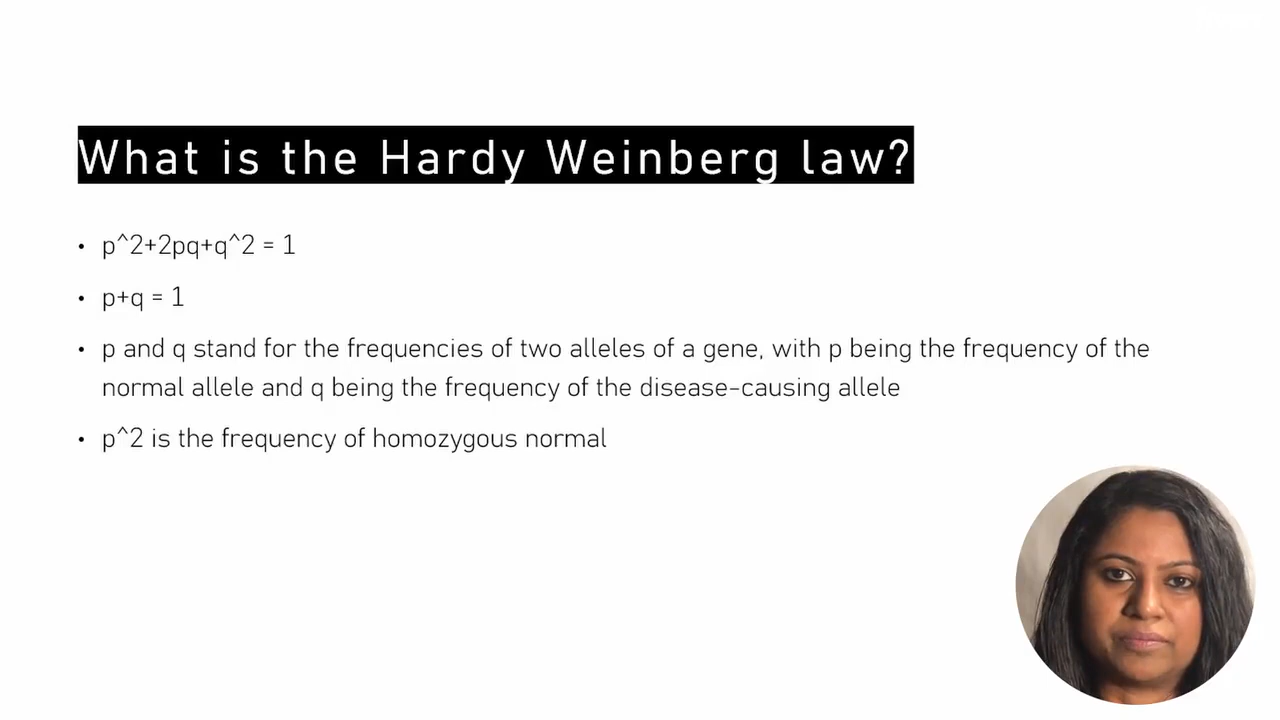 What is the Hardy Weinberg law?
• p^2+2pq+q^2 = 1
• p+q = 1
• p and q stand for the frequencies of two alleles of a gene, with p being the frequency of the
normal allele and q being the frequency of the disease-causing allele
• p^2 is the frequency of homozygous normal